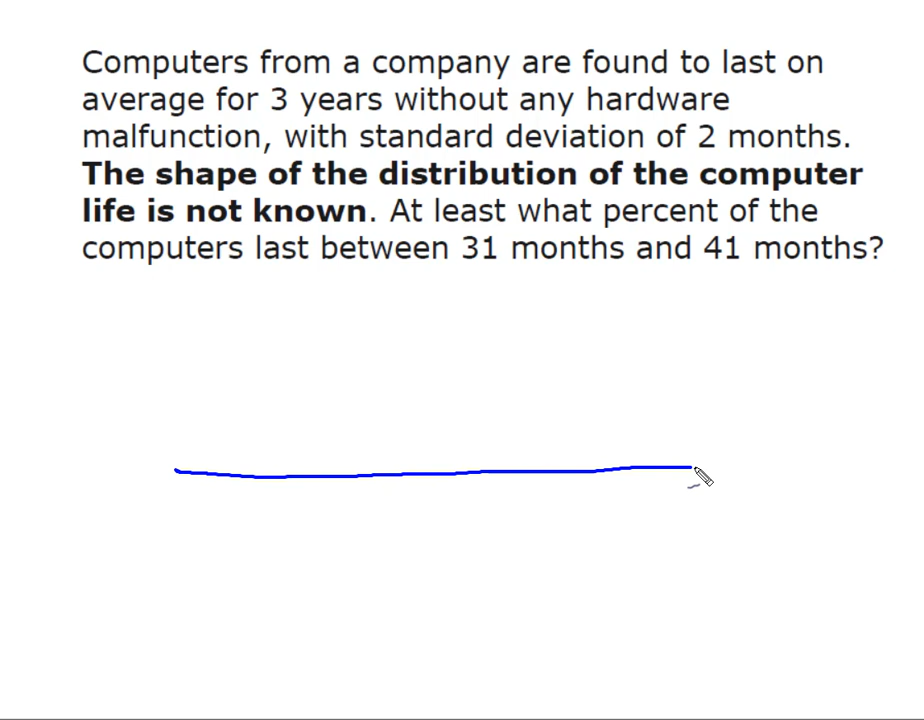 Computers from a company are found to last on
average for 3 years without any hardware
malfunction, with standard deviation of 2 months.
The shape of the distribution of the computer
life is not known. At least what percent of the
computers last between 31 months and 41 months?